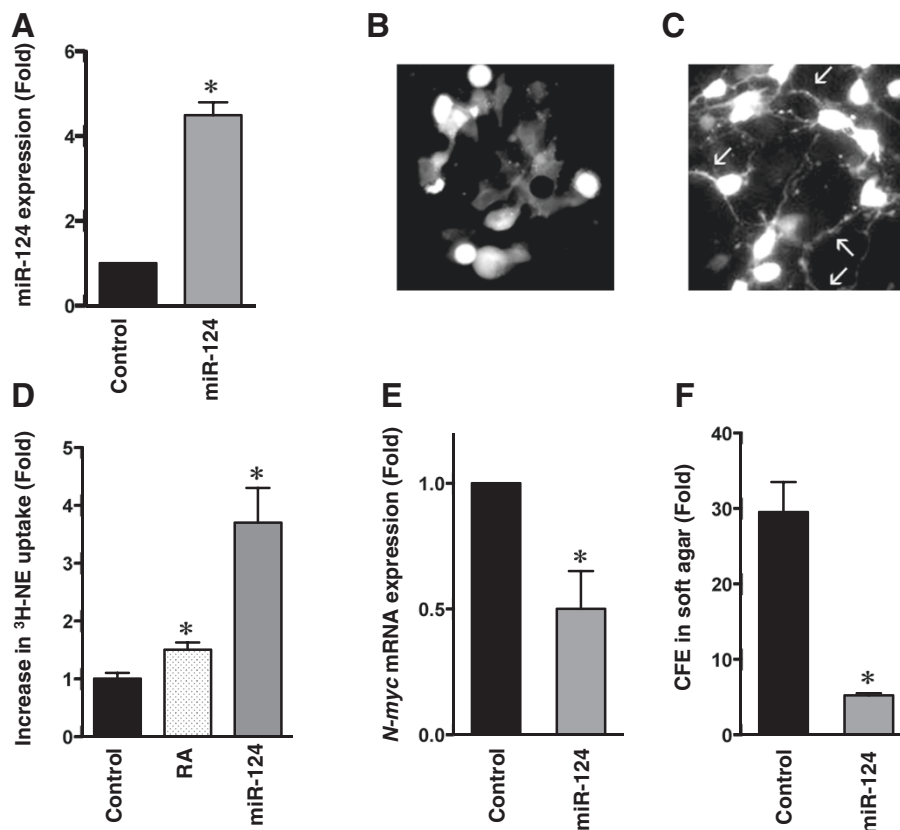 A
miR-124 expression (Fold)
6
4
2
0
*
Control
miR-124
B
C
D
Increase in ³H-NE uptake (Fold)
5
4
3
2
1
0
*
*
Control
RA
miR-124
E
N-myc mRNA expression (Fold)
1.0
0.5
0.0
*
Control
miR-124
F
CFE in soft agar (Fold)
40
30
20
10
0
*
Control
miR-124